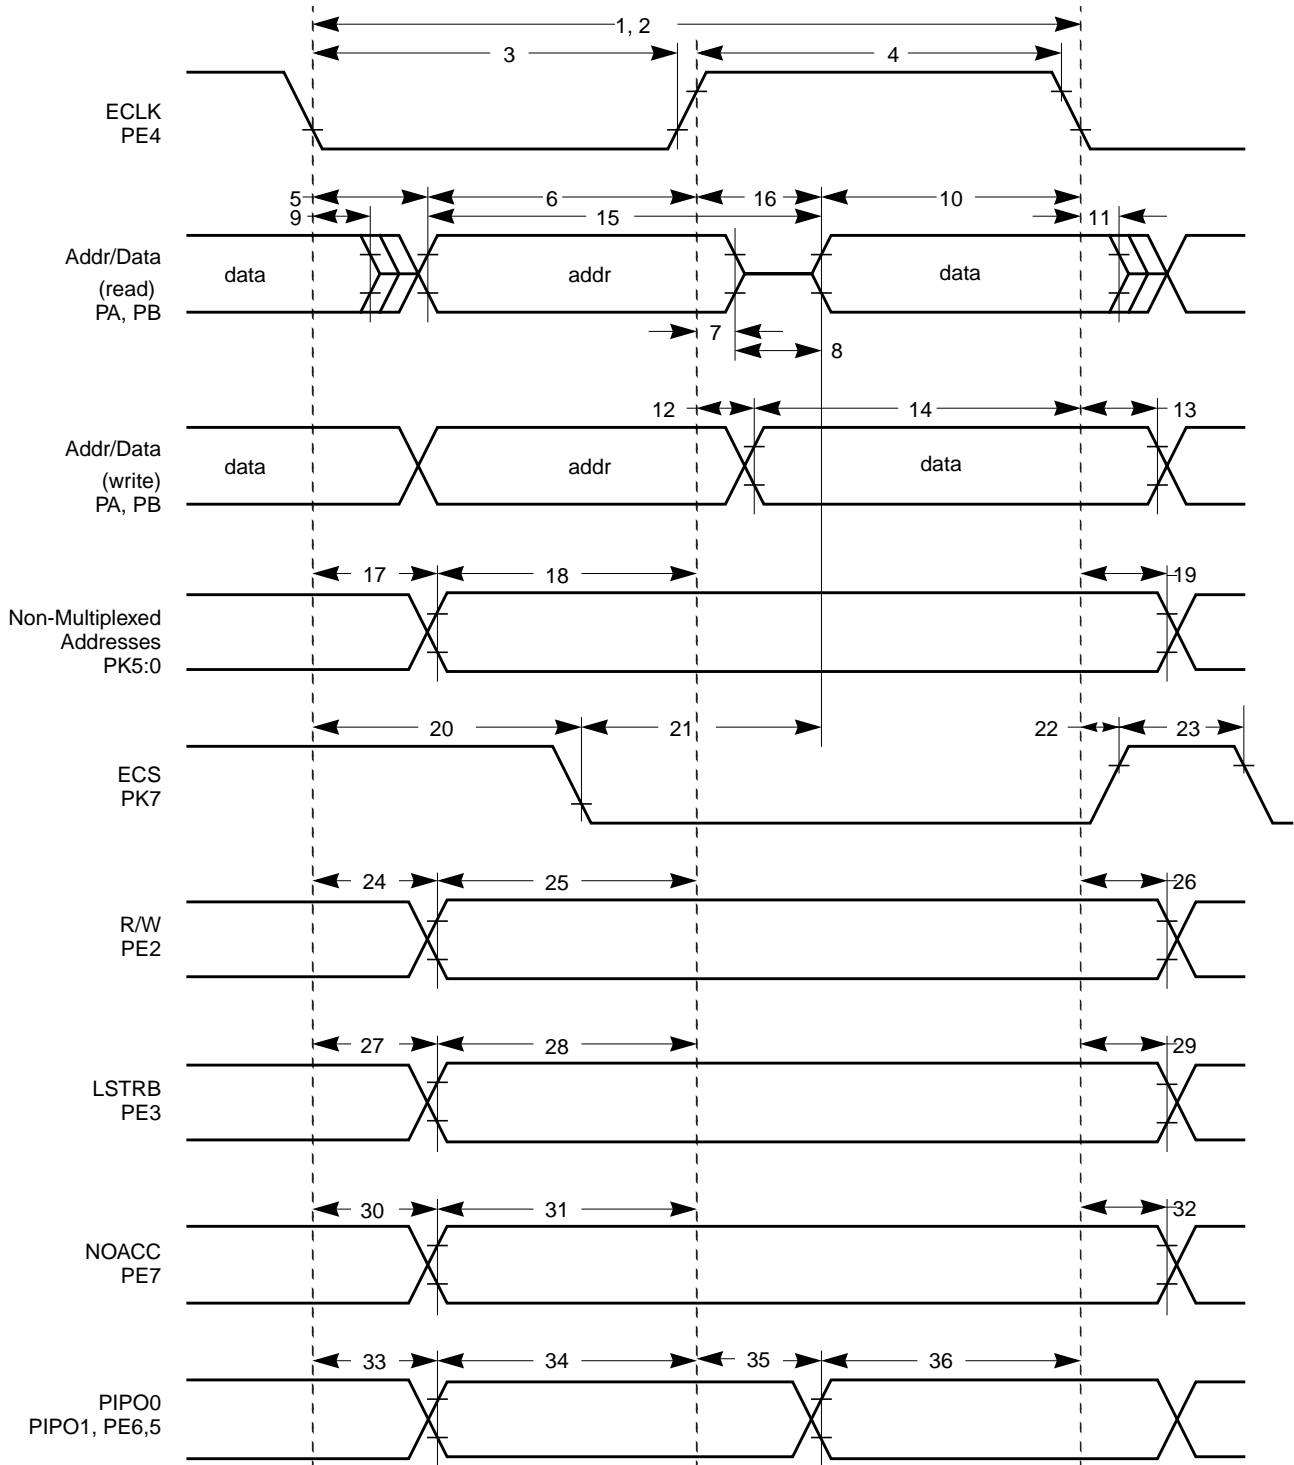 1, 2
3
4
ECLK
PE4
5
6
16
10
9
15
11
Addr/Data
(read)
PA, PB
data
addr
data
7
8
12
14
13
Addr/Data
(write)
PA, PB
data
addr
data
17
18
19
Non-Multiplexed
Addresses
PK5:0
20
21
22
23
ECS
PK7
24
25
26
R/W
PE2
27
28
29
LSTRB
PE3
30
31
32
NOACC
PE7
33
34
35
36
PIPO0
PIPO1, PE6,5